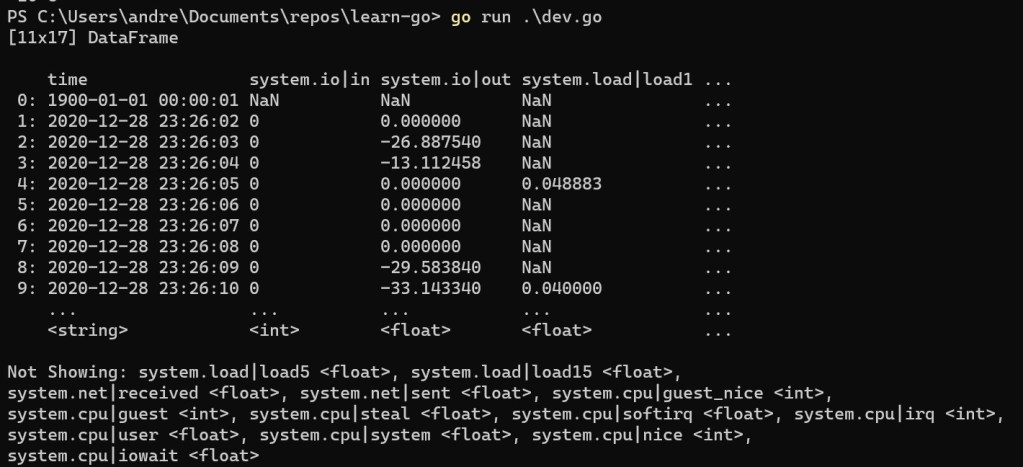 PS C:\Users\andre\Documents\repos\learn-go> go run .\dev.go
[11x17] DataFrame
time system.io|in system.io|out system.load|load1 ...
0: 1900-01-01 00:00:01 NaN NaN NaN ...
1: 2020-12-28 23:26:02 0 0.000000 NaN ...
2: 2020-12-28 23:26:03 0 -26.887540 NaN ...
3: 2020-12-28 23:26:04 0 -13.112458 NaN ...
4: 2020-12-28 23:26:05 0 0.000000 0.048883 ...
5: 2020-12-28 23:26:06 0 0.000000 NaN ...
6: 2020-12-28 23:26:07 0 0.000000 NaN ...
7: 2020-12-28 23:26:08 0 0.000000 NaN ...
8: 2020-12-28 23:26:09 0 -29.583840 NaN ...
9: 2020-12-28 23:26:10 0 -33.143340 0.040000 ...
... ... ... ... ...
<string> <int> <float> <float> ...
Not Showing: system.load|load5 <float>, system.load|load15 <float>,
system.net|received <float>, system.net|sent <float>, system.cpu|guest_nice <int>,
system.cpu|guest <int>, system.cpu|steal <float>, system.cpu|softirq <float>, system.cpu|irq <int>,
system.cpu|user <float>, system.cpu|system <float>, system.cpu|nice <int>,
system.cpu|iowait <float>